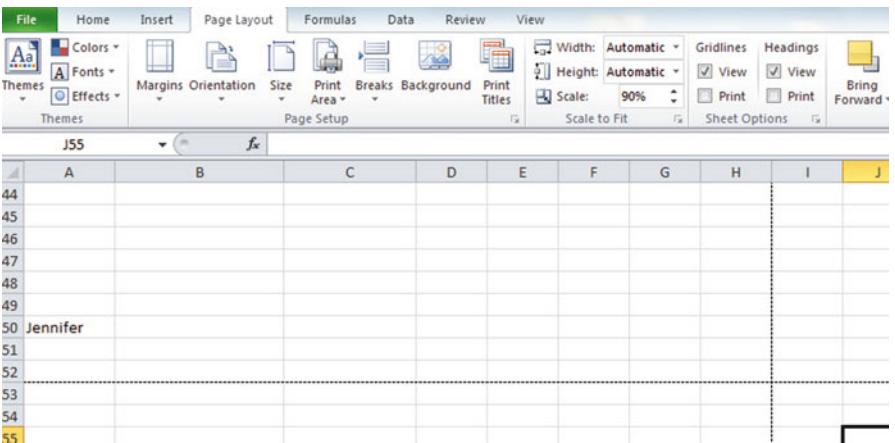 File Home Insert Page Layout Formulas Data Review View
Colors Width: Automatic Gridlines Headings
Aa A Fonts Height: Automatic View View
Themes Effects Margins Orientation Size Print Area Breaks Background Print Titles Scale: 90% Print Print Bring Forward
Themes Page Setup Scale to Fit Sheet Options
J55 fx
A B C D E F G H I J
44
45
46
47
48
49
50 Jennifer
51
52
53
54
55